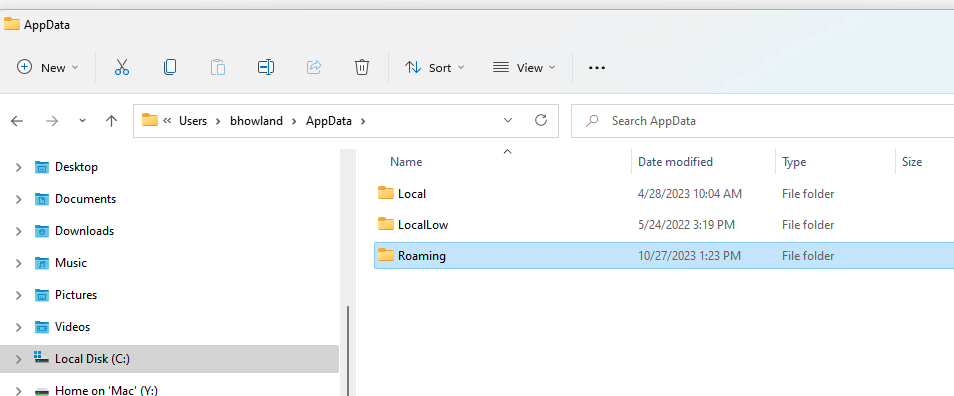 AppData
New Sort View
« Users bhowland AppData Search AppData
Name Date modified Type Size
Desktop
Documents
Downloads
Music
Pictures
Videos
Local Disk (C:)
Home on 'Mac' (Y:)
Local 4/28/2023 10:04 AM File folder
LocalLow 5/24/2022 3:19 PM File folder
Roaming 10/27/2023 1:23 PM File folder